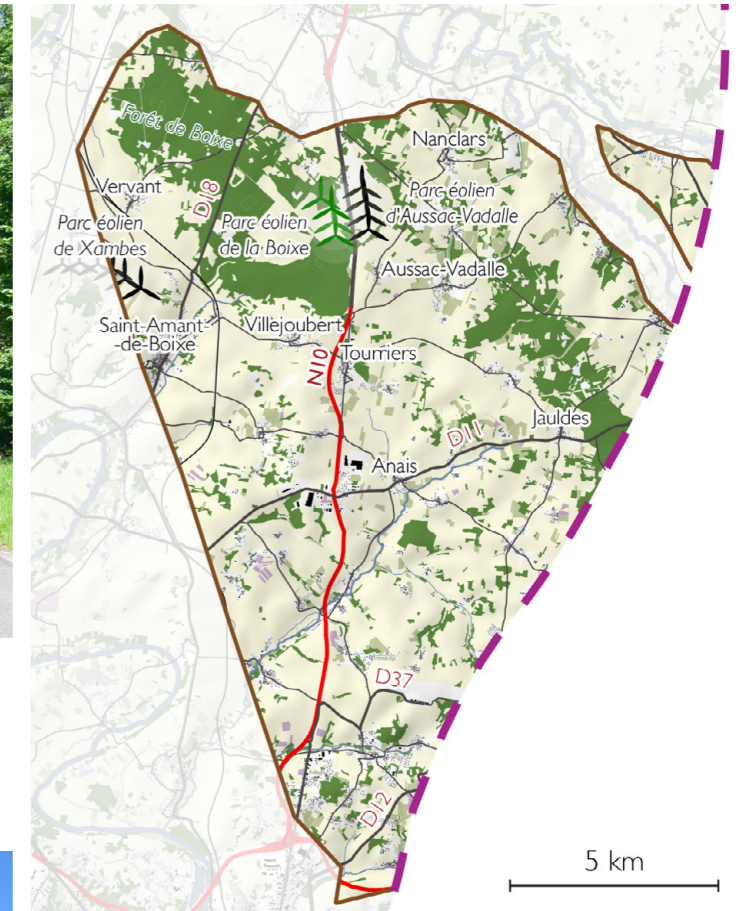 Forêt de Boixe
Nanclars
Vervant
D18
Parc éolien
d'Aussac-Vadalle
Parc éolien
de Xambes
Parc éolien
de la Boixe
Aussac-Vadalle
Saint-Amant-
-de-Boixe
Villejoubert
N10
Tourriers
Jauldes
D11
Anais
D37
D12
5 km